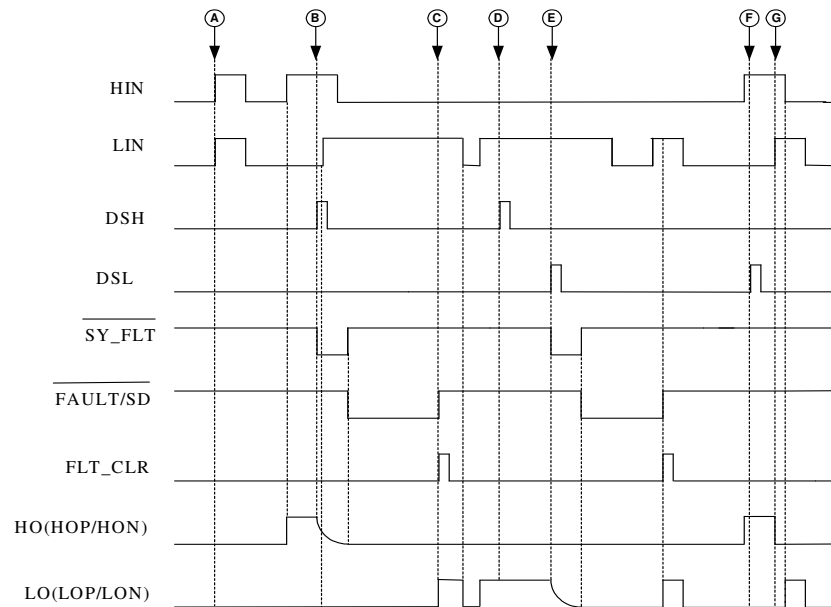 A B C D E F G
HIN
LIN
DSH
DSL
SY_FLT
FAULT/SD
FLT_CLR
HO(HOP/HON)
LO(LOP/LON)